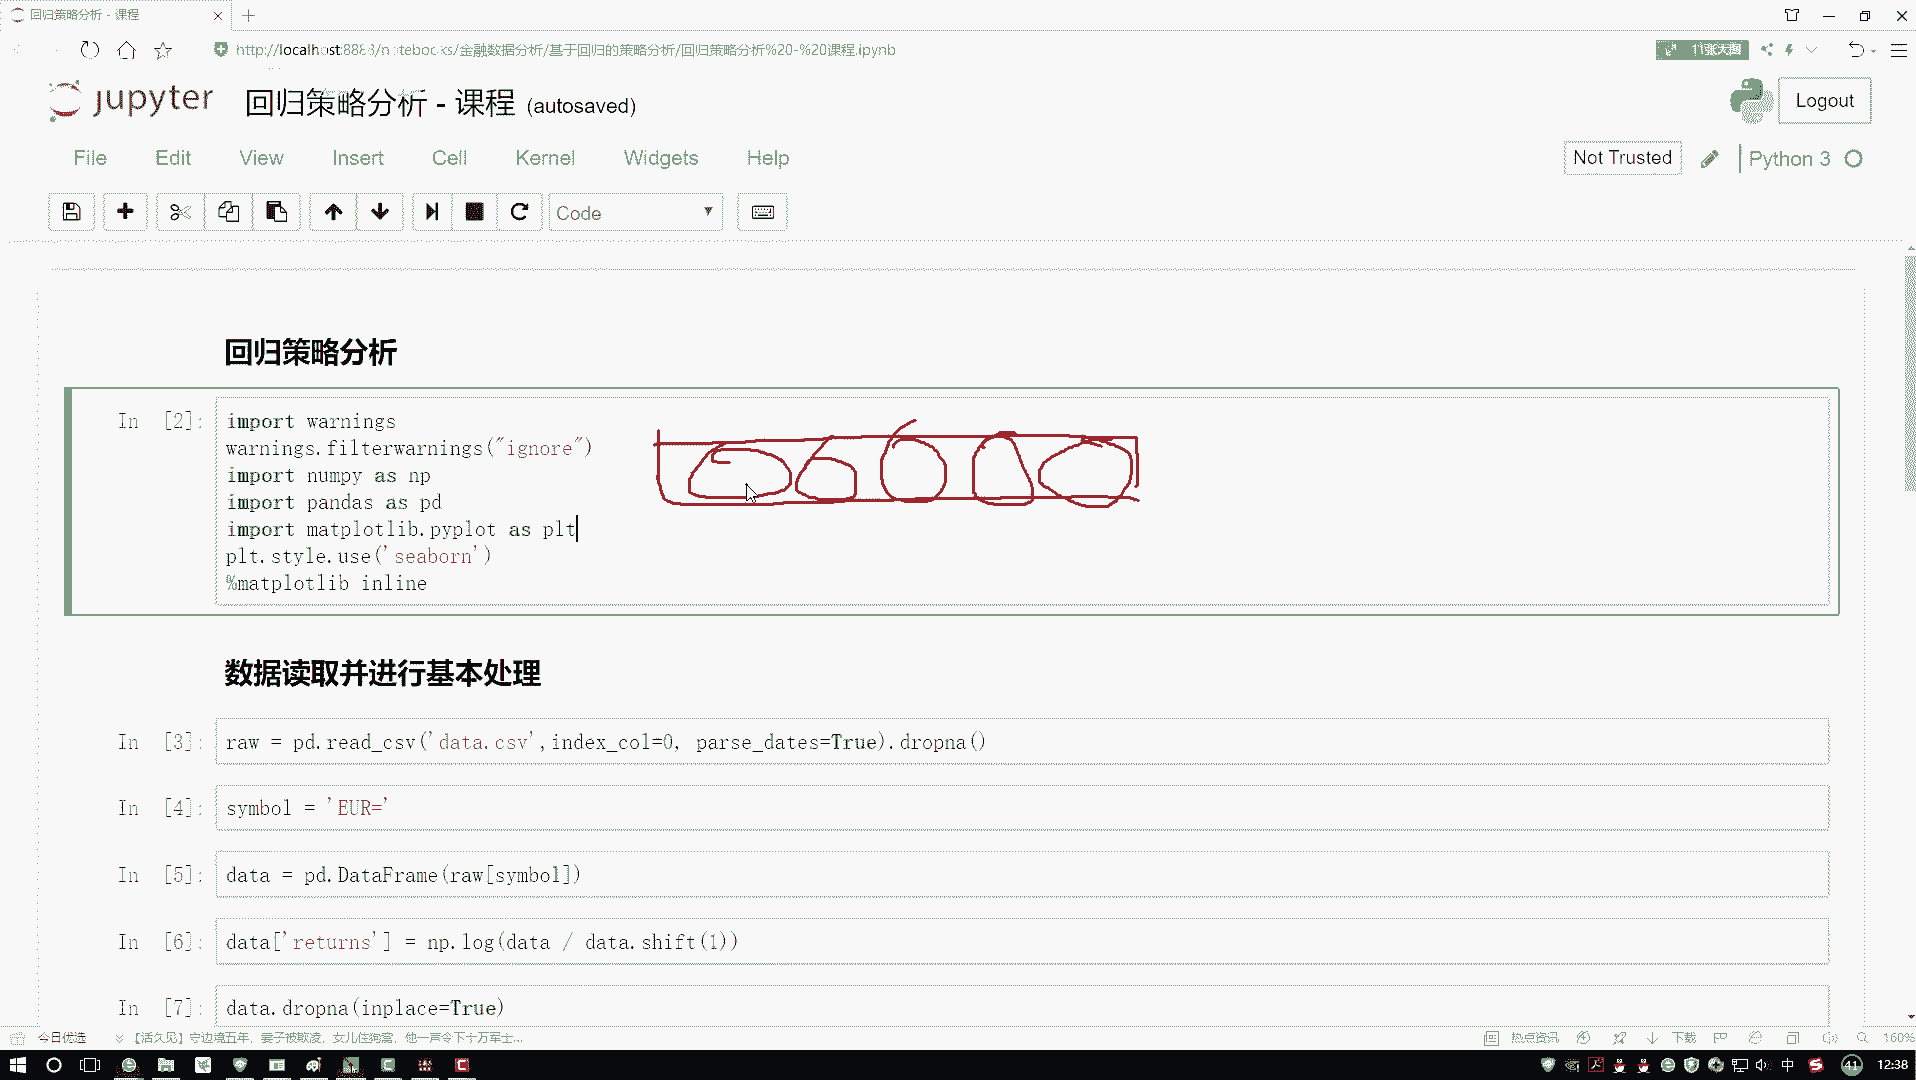 回归策略分析 - 课程
http://localhost:8888/notebooks/金融数据分析/基于回归的策略分析/回归策略分析%20-%20课程.ipynb
11张大图
jupyter 回归策略分析 - 课程 (autosaved)
Logout
File Edit View Insert Cell Kernel Widgets Help
Not Trusted
Python 3
Code
回归策略分析
In [2]:
import warnings
warnings.filterwarnings("ignore")
import numpy as np
import pandas as pd
import matplotlib.pyplot as plt
plt.style.use('seaborn')
%matplotlib inline
数据读取并进行基本处理
In [3]: raw = pd.read_csv('data.csv',index_col=0, parse_dates=True).dropna()
In [4]: symbol = 'EUR='
In [5]: data = pd.DataFrame(raw[symbol])
In [6]: data['returns'] = np.log(data / data.shift(1))
In [7]: data.dropna(inplace=True)
今日优选
【活久见】守边境五年,妻子被欺凌,女儿住狗窝,他一声令下十万军士...
热点资讯
下载
160%
中
41
12:38